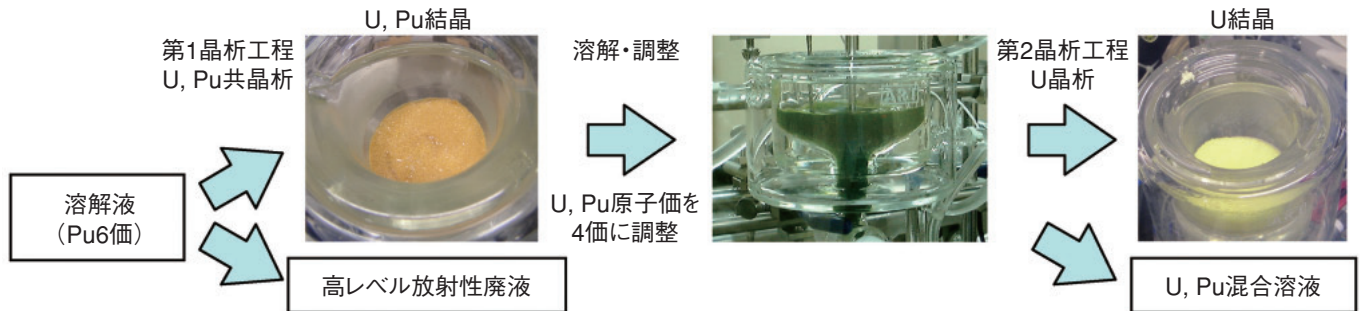 U, Pu結晶
第1晶析工程
U, Pu共晶析
溶解液
（Pu6価）
高レベル放射性廃液
溶解・調整
U, Pu原子価を
4価に調整
第2晶析工程
U晶析
U結晶
U, Pu混合溶液